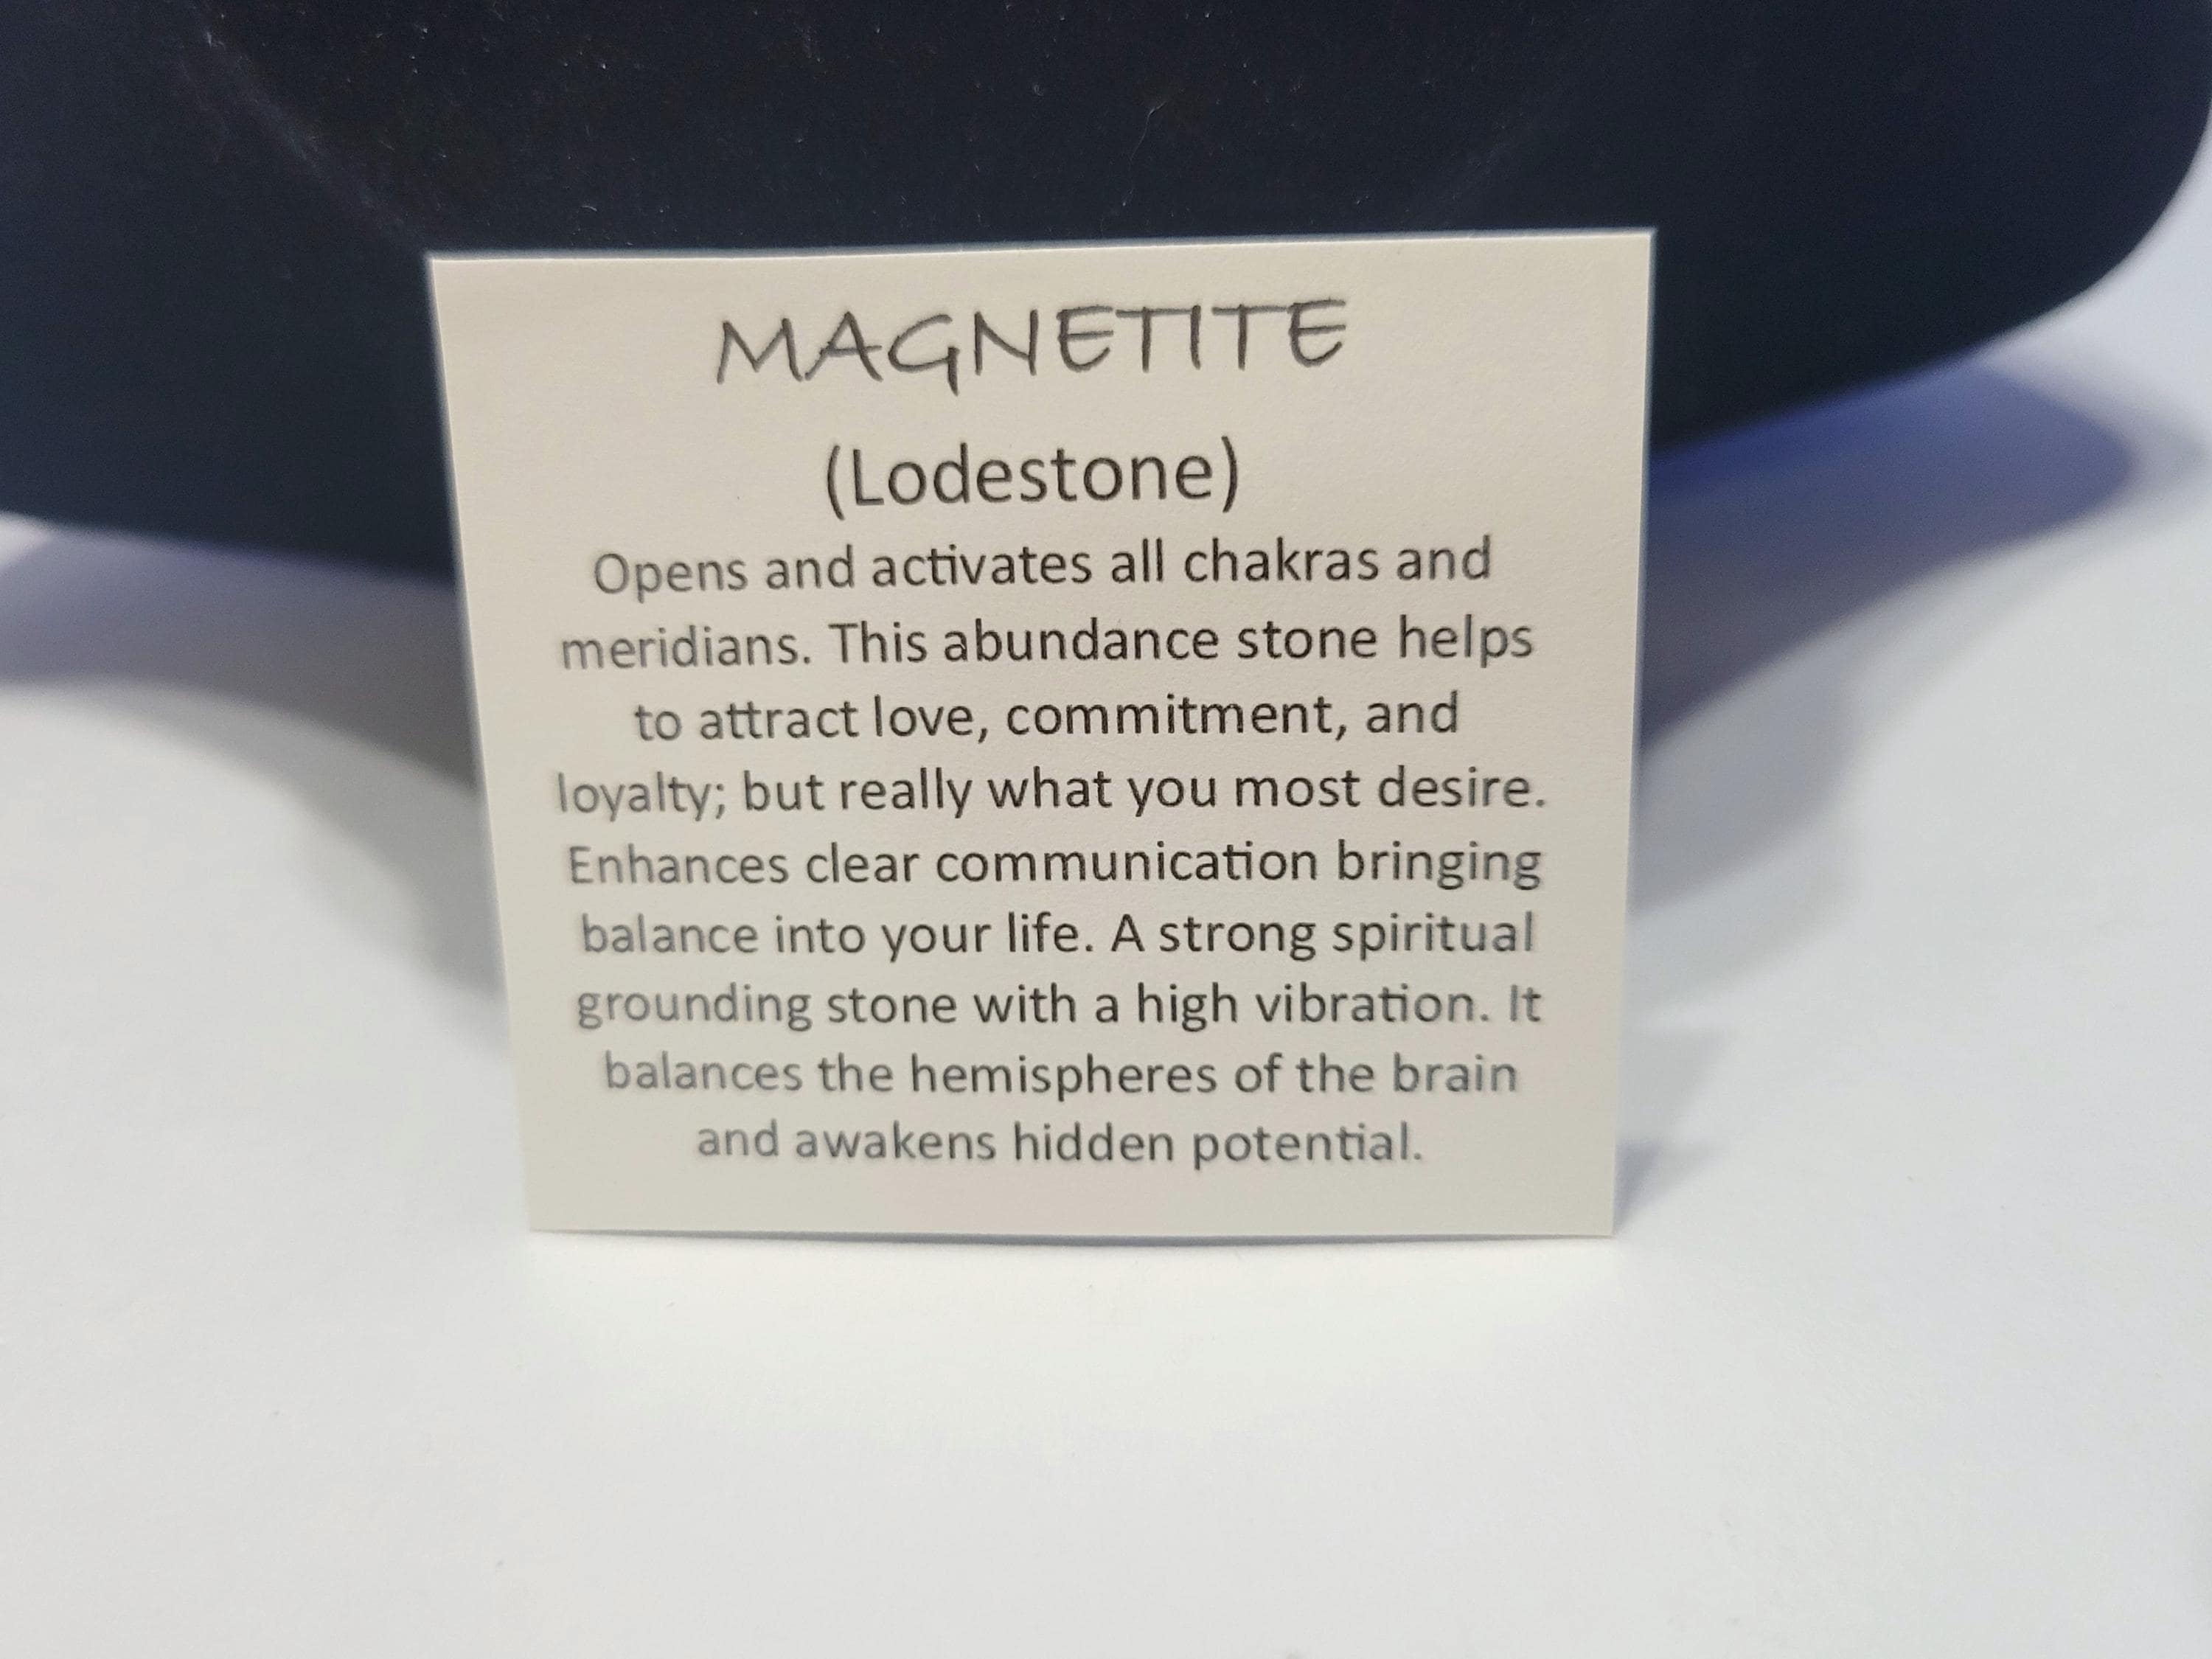 MAGNETITE
(Lodestone)
Opens and activates all chakras and
meridians. This abundance stone helps
to attract love, commitment, and
loyalty; but really what you most desire.
Enhances clear communication bringing
balance into your life. A strong spiritual
grounding stone with a high vibration. It
balances the hemispheres of the brain
and awakens hidden potential.